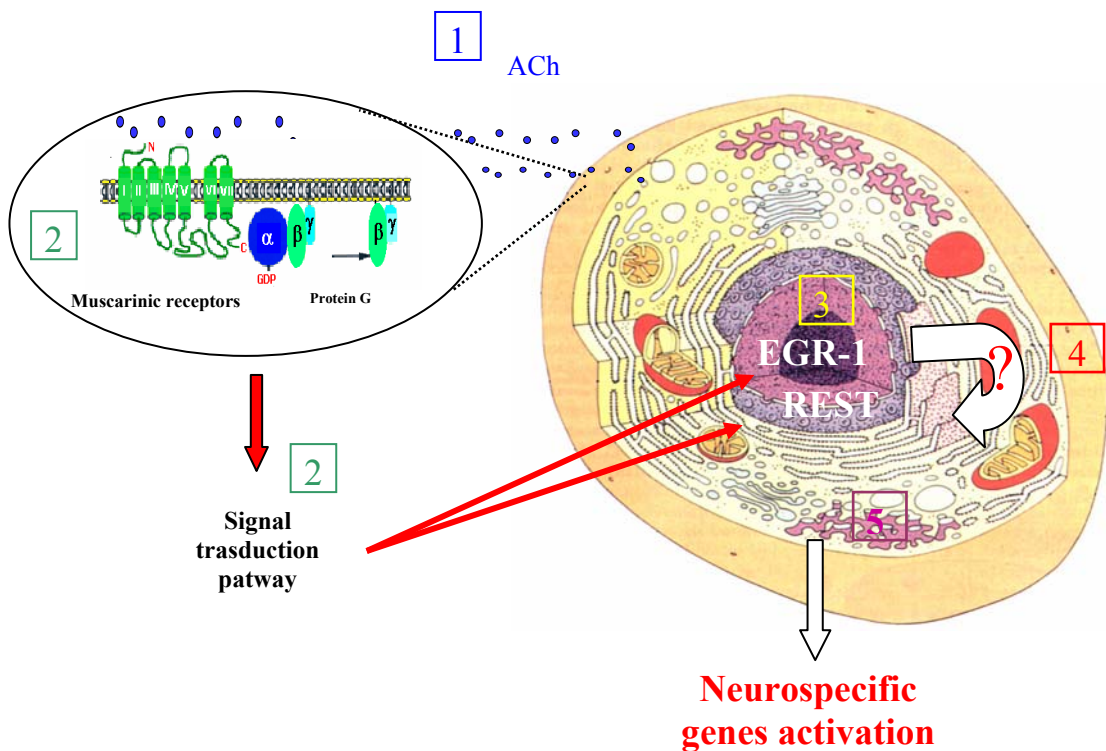 1
ACh
N
I II III IV V VI VII
2
C
α β γ
β γ
GDP
Muscarinic receptors
Protein G
3
EGR-1
REST
?
4
2
Signal
trasduction
patway
5
Neurospecific
genes activation